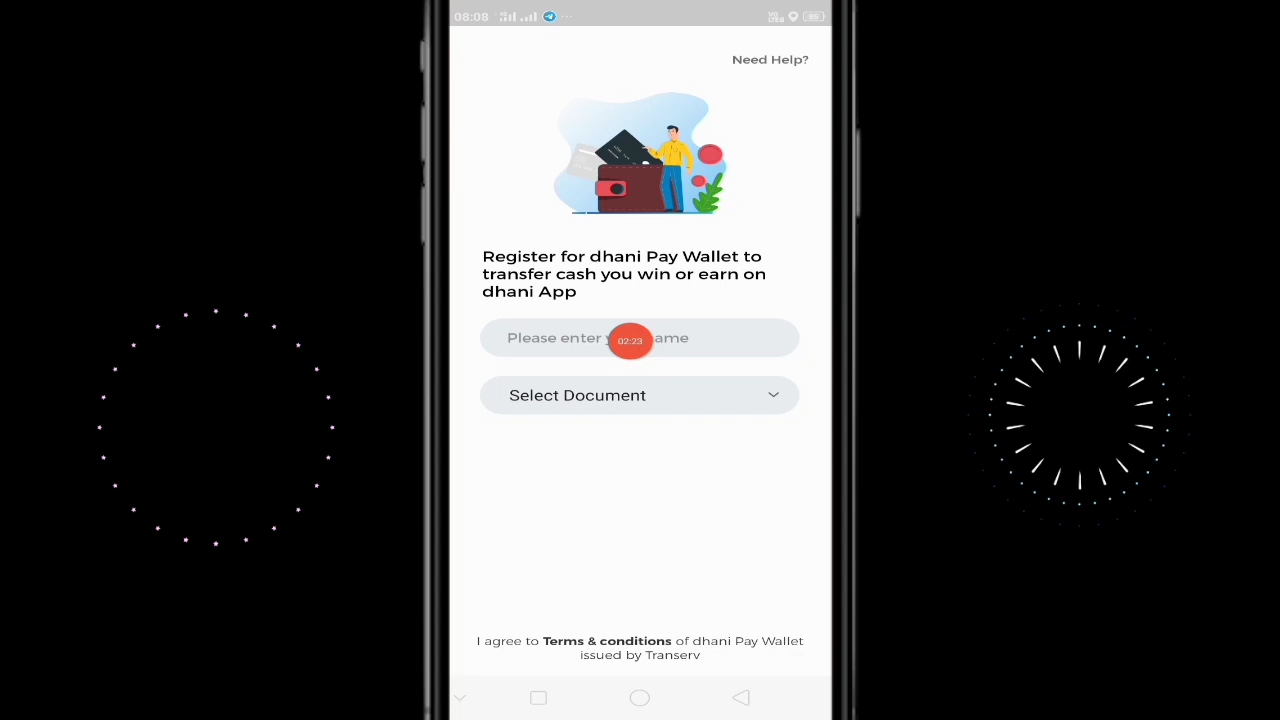 08:08
Need Help?
Register for dhani Pay Wallet to
transfer cash you win or earn on
dhani App
Please enter y ame
02:23
Select Document
I agree to Terms & conditions of dhani Pay Wallet
issued by Transerv